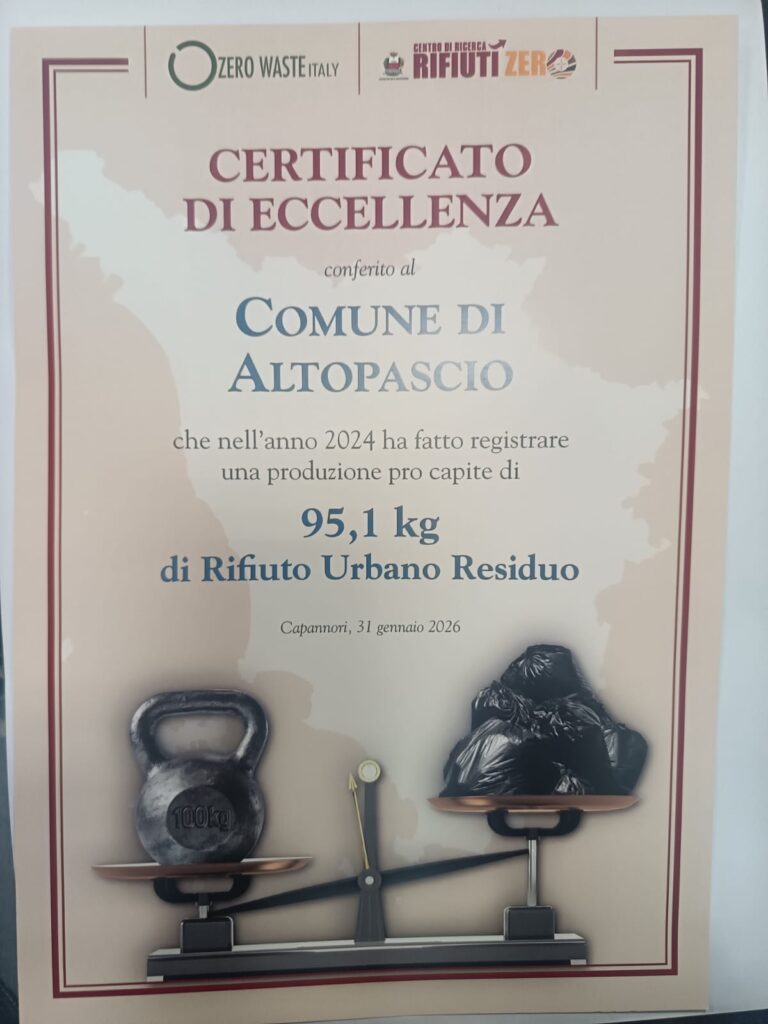 ZERO WASTE ITALY
CENTRO DI RICERCA
RIFIUTI ZERO
CERTIFICATO
DI ECCELLENZA
conferito al
COMUNE DI
ALTOPASCIO
che nell'anno 2024 ha fatto registrare
una produzione pro capite di
95,1 kg
di Rifiuto Urbano Residuo
Capannori, 31 gennaio 2026
100kg